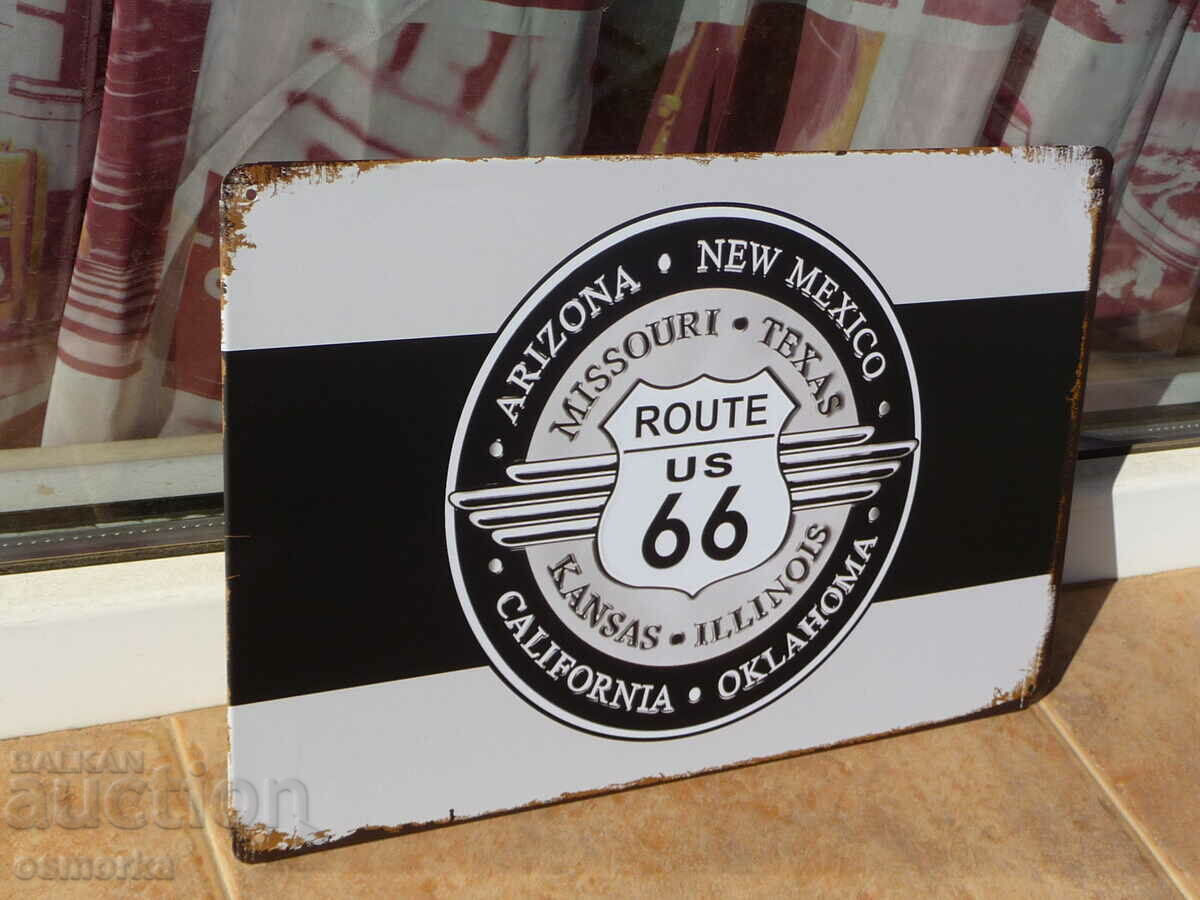 ARIZONA • NEW MEXICO
MISSOURI • TEXAS
ROUTE
US
66
KANSAS • ILLINOIS
CALIFORNIA • OKLAHOMA
BALKAN
auction
osmorka